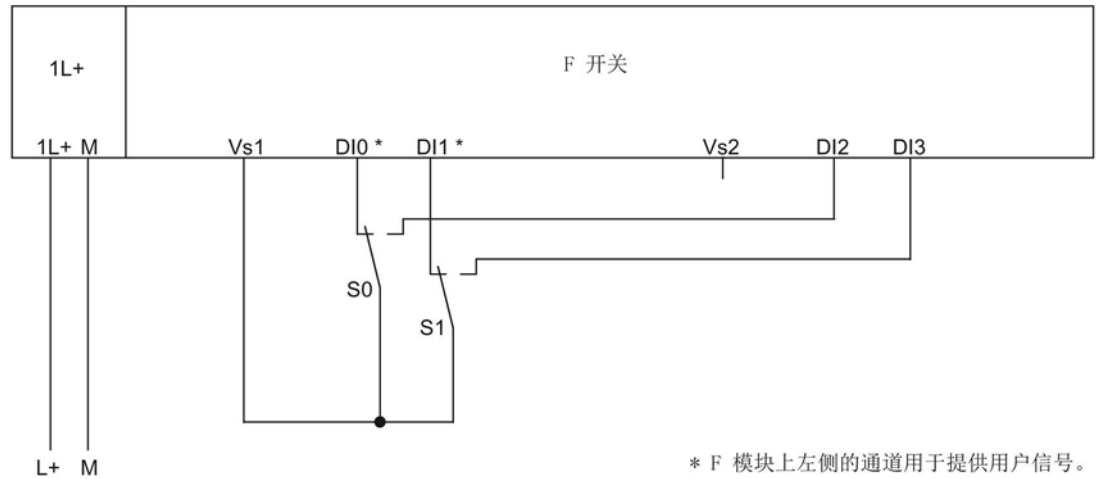 1L+
F 开关
1L+ M Vs1 DI0 * DI1 * Vs2 DI2 DI3
S0
S1
L+ M
* F 模块上左侧的通道用于提供用户信号。